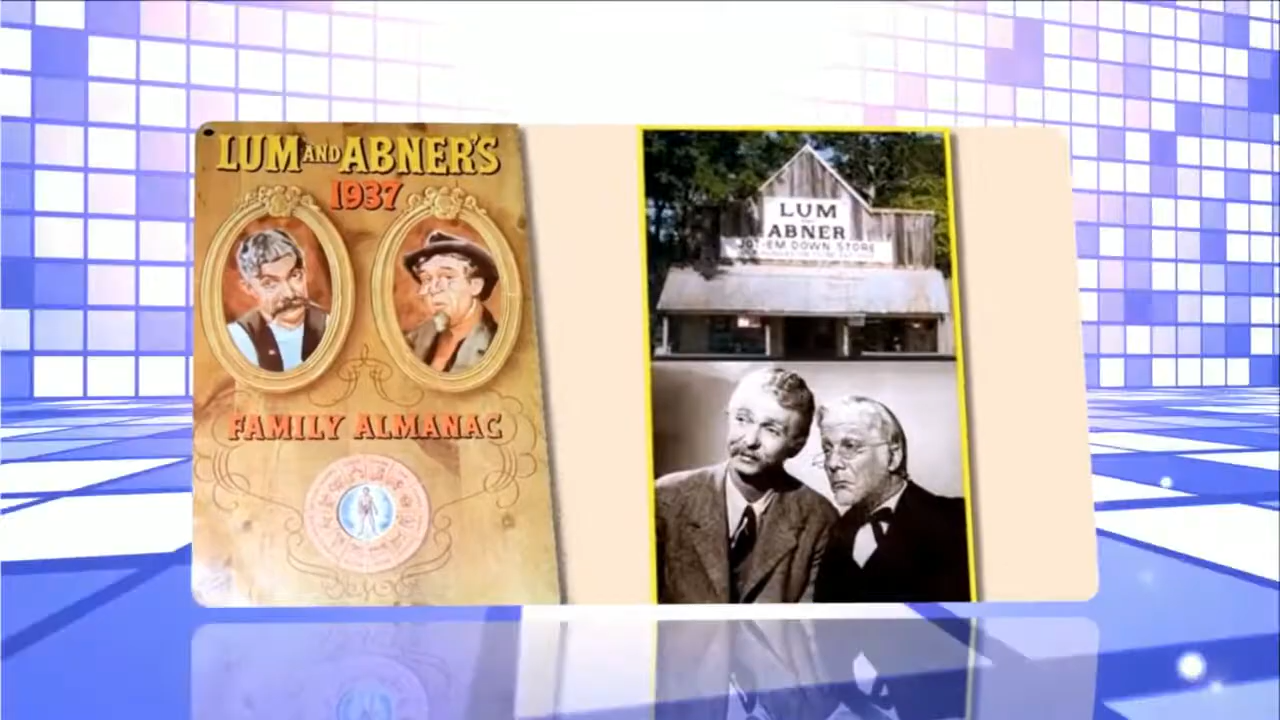 LUM AND ABNER'S
1937
FAMILY ALMANAC
LUM
ABNER
JOT-EM DOWN STORE